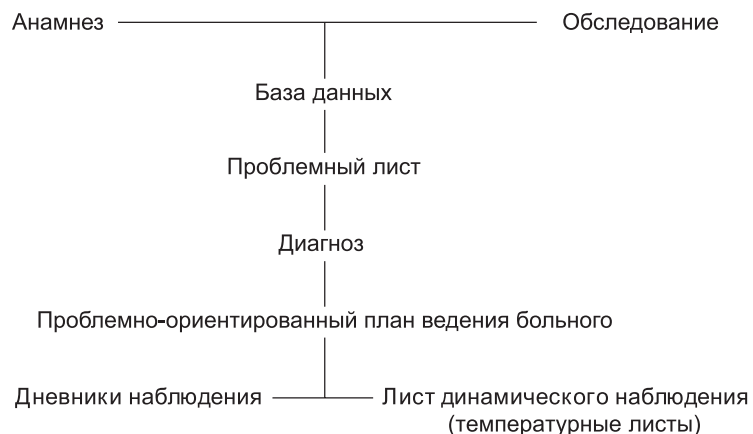 Анамнез Обследование
База данных
Проблемный лист
Диагноз
Проблемно-ориентированный план ведения больного
Дневники наблюдения Лист динамического наблюдения
(температурные листы)